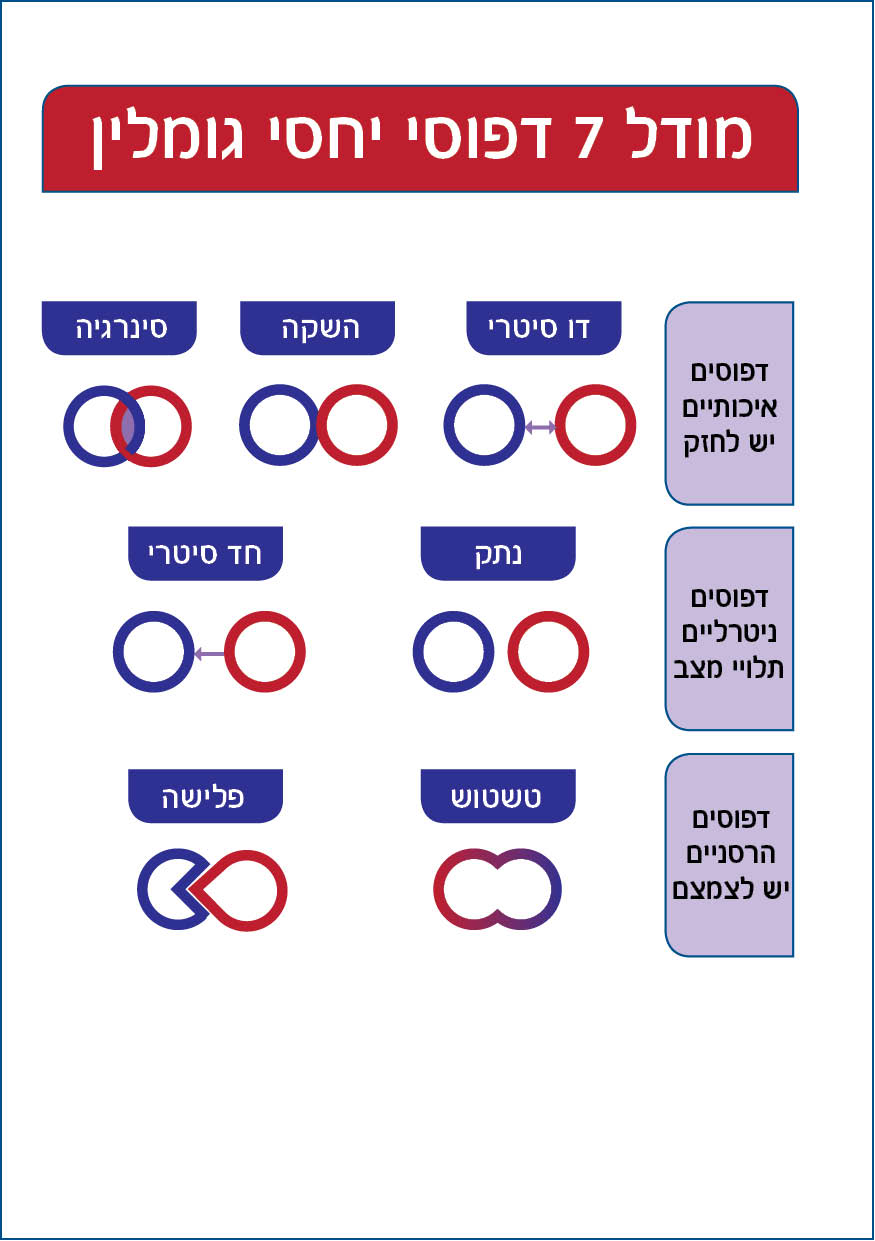 מודל 7 דפוסי יחסי גומלין
דפוסים
איכותיים
יש לחזק
דו סיטרי
השקה
סינרגיה
דפוסים
ניטרליים
תלויי מצב
נתק
חד סיטרי
דפוסים
הרסניים
יש לצמצם
טשטוש
פלישה